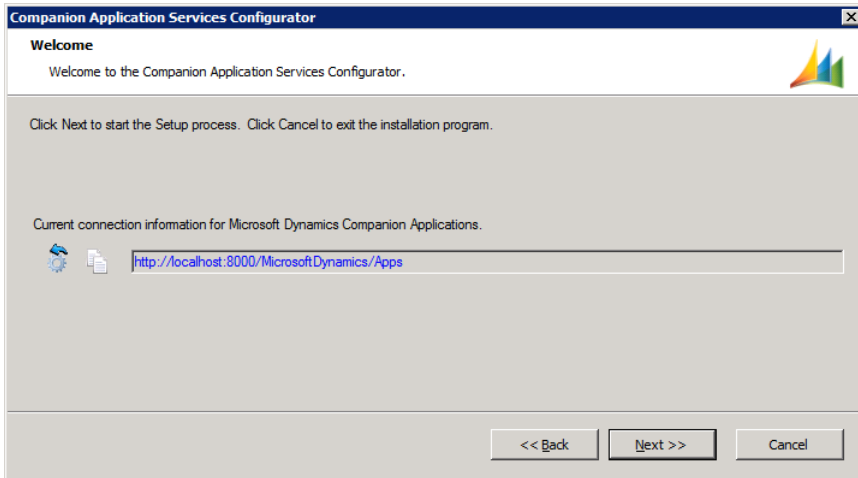 Companion Application Services Configurator
Welcome
Welcome to the Companion Application Services Configurator.
Click Next to start the Setup process. Click Cancel to exit the installation program.
Current connection information for Microsoft Dynamics Companion Applications.
http://localhost:8000/MicrosoftDynamics/Apps
<< Back
Next >>
Cancel